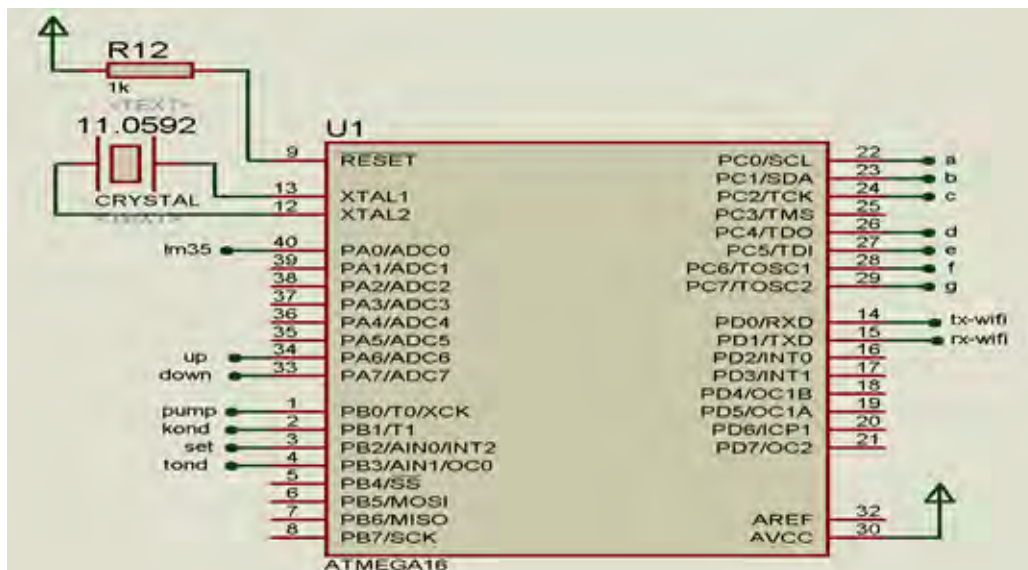 R12
1k
<TEXT>
11.0592
CRYSTAL
U1
9 RESET
13 XTAL1
12 XTAL2
lm35 40 PA0/ADC0
39 PA1/ADC1
38 PA2/ADC2
37 PA3/ADC3
36 PA4/ADC4
35 PA5/ADC5
up 34 PA6/ADC6
down 33 PA7/ADC7
pump 1 PB0/T0/XCK
kond 2 PB1/T1
set 3 PB2/AIN0/INT2
tond 4 PB3/AIN1/OC0
5 PB4/SS
6 PB5/MOSI
7 PB6/MISO
8 PB7/SCK
PC0/SCL 22 a
PC1/SDA 23 b
PC2/TCK 24 c
PC3/TMS 25
PC4/TDO 26 d
PC5/TDI 27 e
PC6/TOSC1 28 f
PC7/TOSC2 29 g
PD0/RXD 14 tx-wifi
PD1/TXD 15 rx-wifi
PD2/INT0 16
PD3/INT1 17
PD4/OC1B 18
PD5/OC1A 19
PD6/ICP1 20
PD7/OC2 21
AREF 32
AVCC 30
ATMEGA16